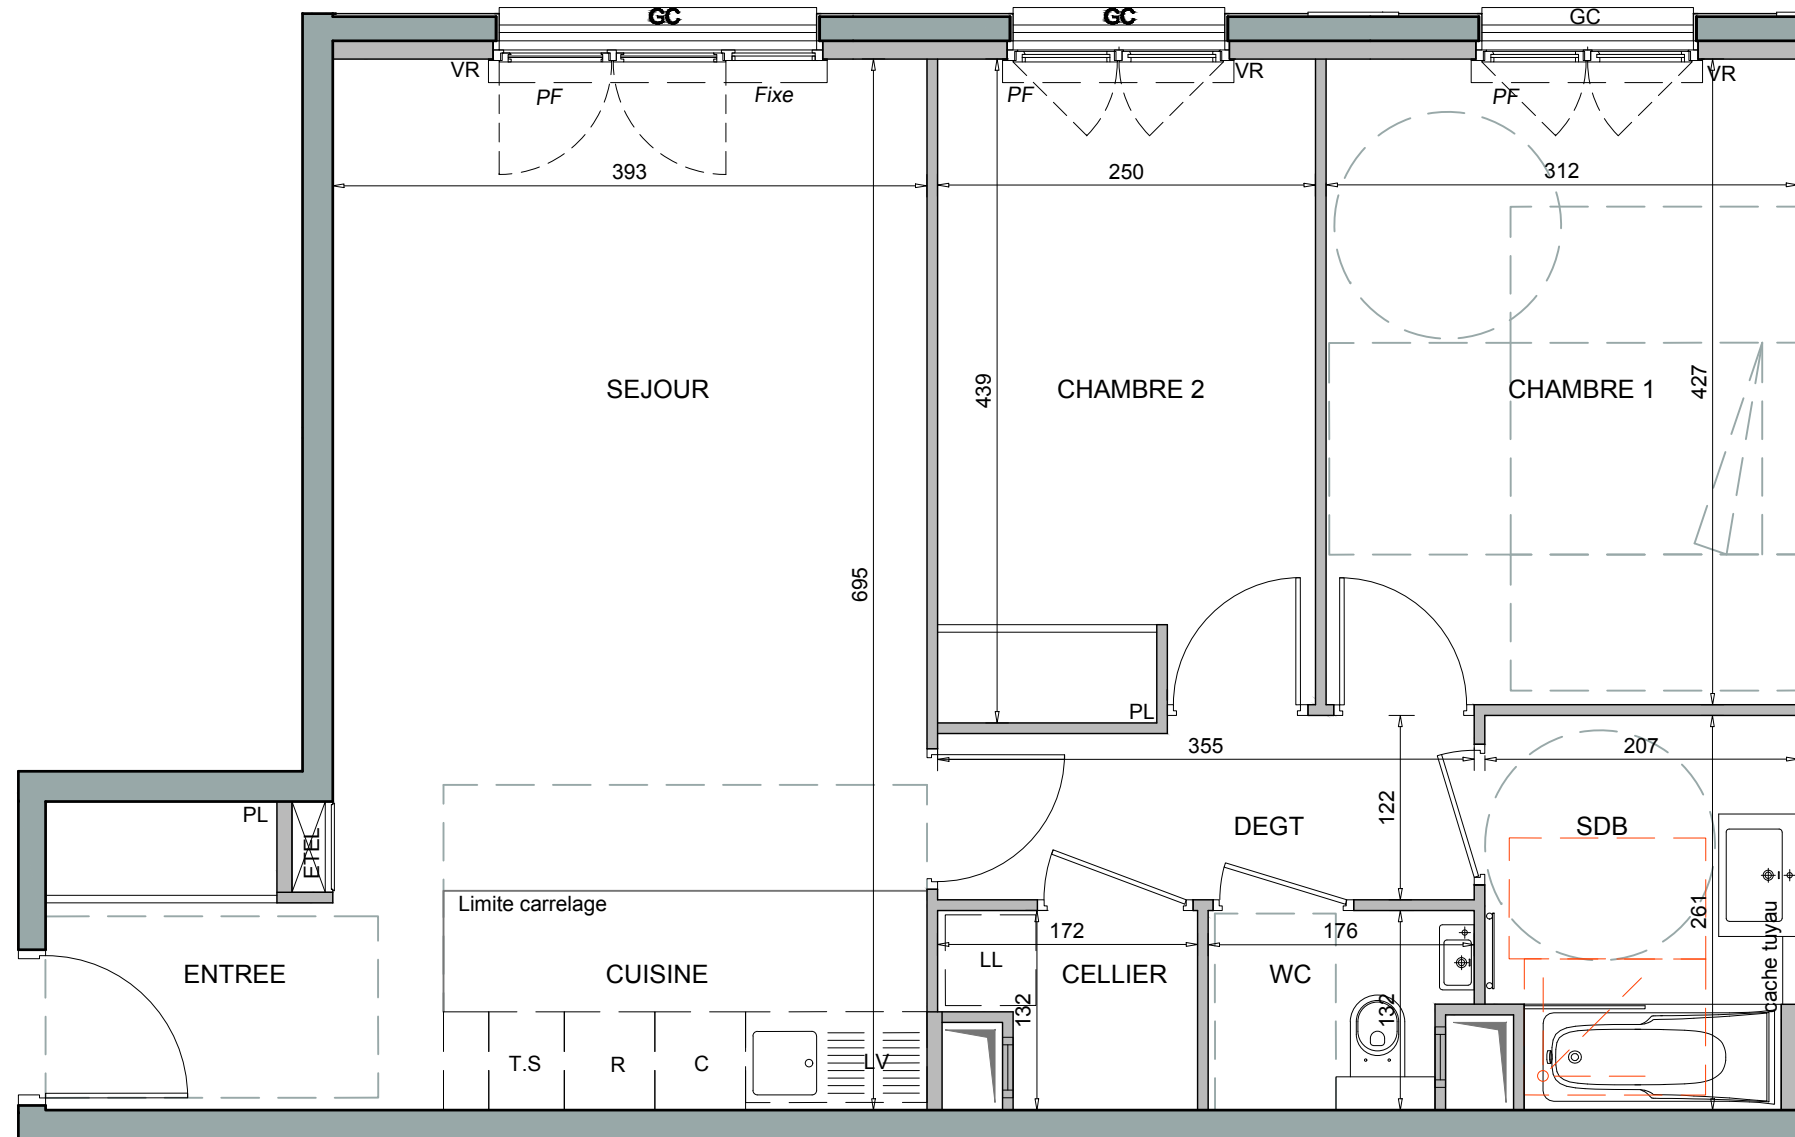 GC
GC
GC
VR
PF
Fixe
PF
VR
PF
VR
393
250
312
SEJOUR
439
CHAMBRE 2
CHAMBRE 1
427
695
PL
355
207
PL
ETEL
DEGT
122
SDB
Limite carrelage
172
176
261
cache tuyau
ENTREE
CUISINE
LL
CELLIER
WC
132
132
T.S
R
C
LV